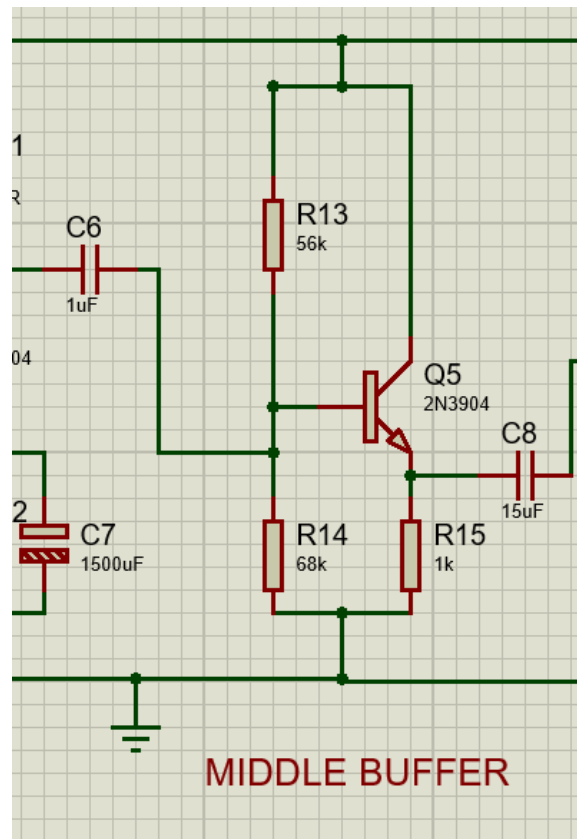 1
R
C6
1uF
04
R13
56k
Q5
2N3904
C8
15uF
2
C7
1500uF
R14
68k
R15
1k
MIDDLE BUFFER